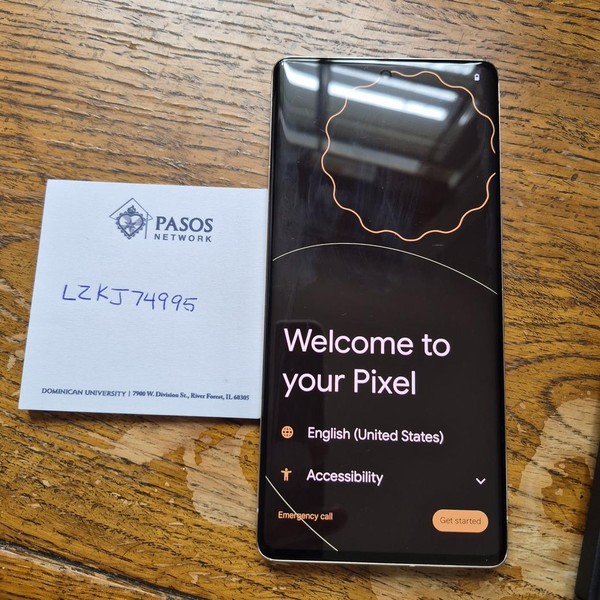 PASOS
NETWORK
LZKJ74995
DOMINICAN UNIVERSITY | 7900 W. Division St., River Forest, IL 60305
Welcome to
your Pixel
English (United States)
Accessibility
Emergency call
Get started